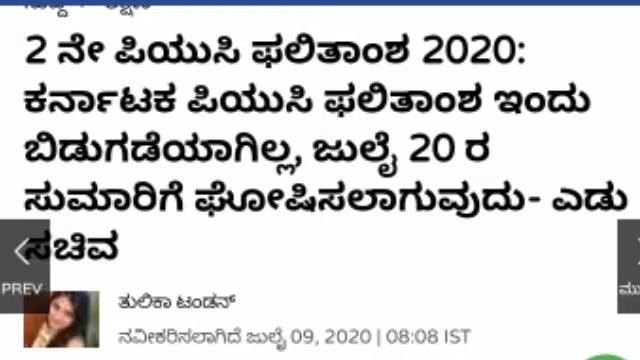 2 ನೇ ಪಿಯುಸಿ ಫಲಿತಾಂಶ 2020:
ಕರ್ನಾಟಕ ಪಿಯುಸಿ ಫಲಿತಾಂಶ ಇಂದು
ಬಿಡುಗಡೆಯಾಗಿಲ್ಲ, ಜುಲೈ 20 ರ
ಸುಮಾರಿಗೆ ಘೋಷಿಸಲಾಗುವುದು- ಎಡು
ಸಚಿವ
PREV
ತುಲಿಕಾ ಟಂಡನ್
ನವೀಕರಿಸಲಾಗಿದೆ ಜುಲೈ 09, 2020 | 08:08 IST